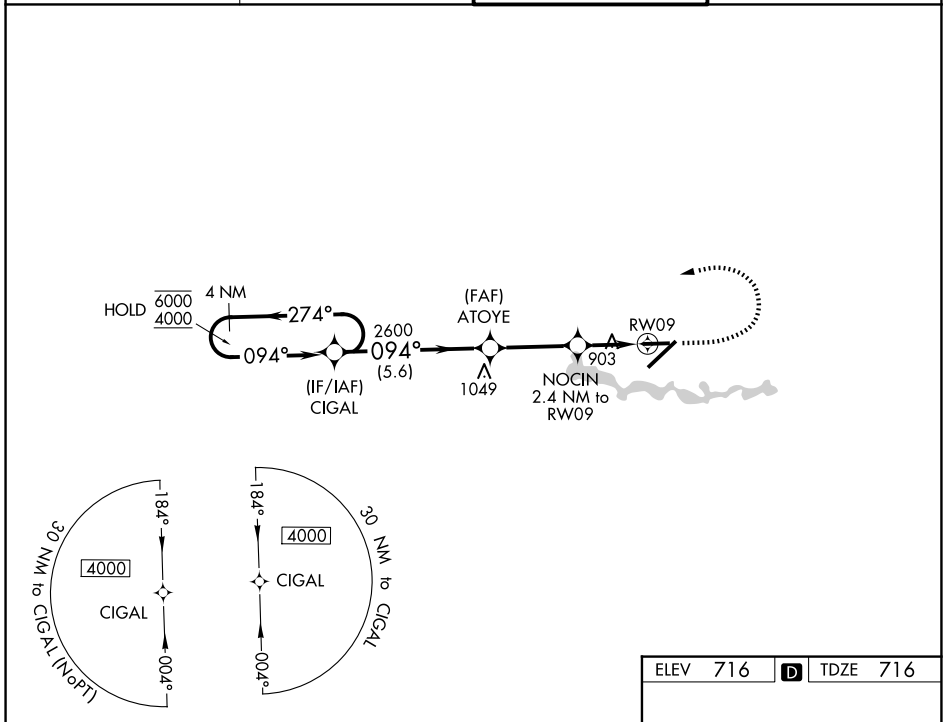 HOLD
6000
4000
4 NM
274°
094°
(IF/IAF)
CIGAL
2600
094°
(5.6)
(FAF)
ATOYE
1049
NOCIN
2.4 NM to
RW09
903
RW09
184°
4000
CIGAL
004°
30 NM to CIGAL (NoPT)
184°
4000
CIGAL
004°
30 NM to CIGAL
ELEV 716 D TDZE 716